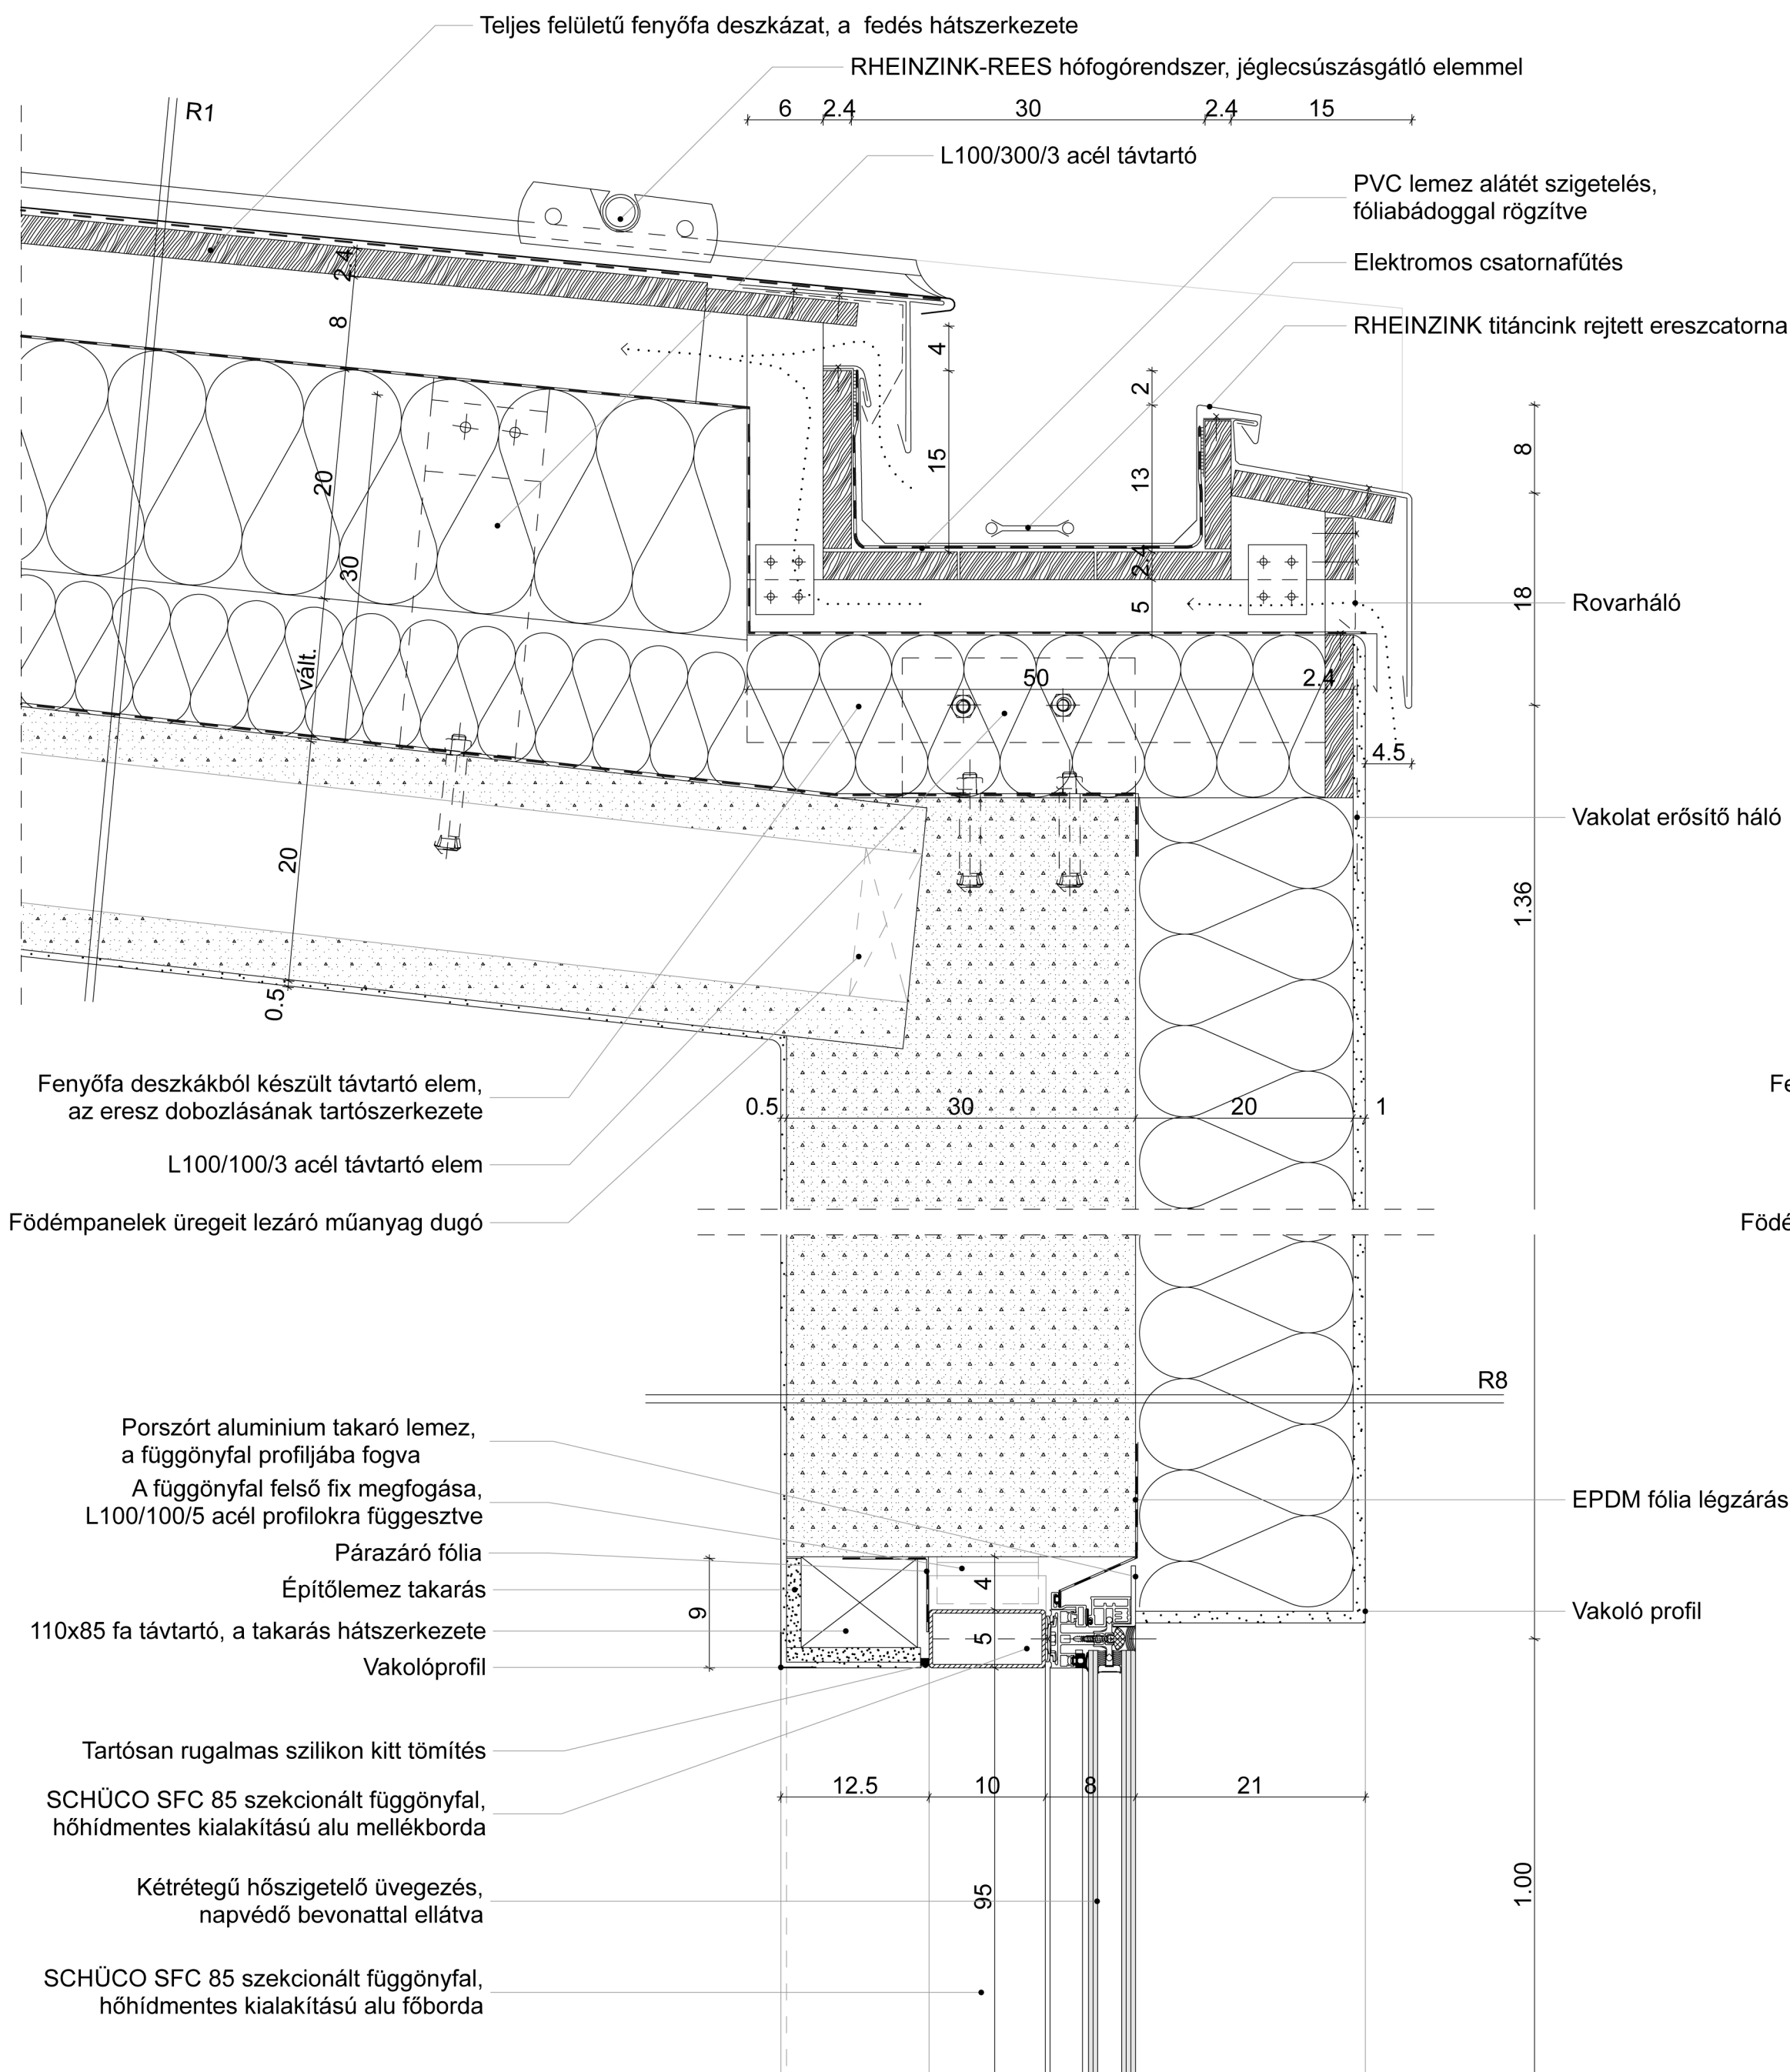 Teljes felületű fenyőfa deszkázat, a  fedés hátszerkezete
RHEINZINK-REES hófogórendszer, jéglecsúszásgátló elemmel
R1
6
2.4
30
2.4
15
L100/300/3 acél távtartó
PVC lemez alátét szigetelés,
fóliabádoggal rögzítve
Elektromos csatornafűtés
RHEINZINK titáncink rejtett ereszcatorna
2.4
8
20
30
vált.
20
0.5
4
15
2
13
2.4
5
8
18
1.36
50
2.4
4.5
Rovarháló
Vakolat erősítő háló
Fenyőfa deszkákból készült távtartó elem,
az eresz dobozlásának tartószerkezete
Fe
L100/100/3 acél távtartó elem
Födémpanelek üregeit lezáró műanyag dugó
Födé
0.5
30
20
1
R8
Porszórt aluminium takaró lemez,
a függönyfal profiljába fogva
A függönyfal felső fix megfogása,
L100/100/5 acél profilokra függesztve
Párazáró fólia
Építőlemez takarás
110x85 fa távtartó, a takarás hátszerkezete
Vakolóprofil
EPDM fólia légzárás
Vakoló profil
9
4
5
Tartósan rugalmas szilikon kitt tömítés
SCHÜCO SFC 85 szekcionált függönyfal,
hőhídmentes kialakítású alu mellékborda
12.5
10
8
21
Kétrétegű hőszigetelő üvegezés,
napvédő bevonattal ellátva
95
1.00
SCHÜCO SFC 85 szekcionált függönyfal,
hőhídmentes kialakítású alu főborda